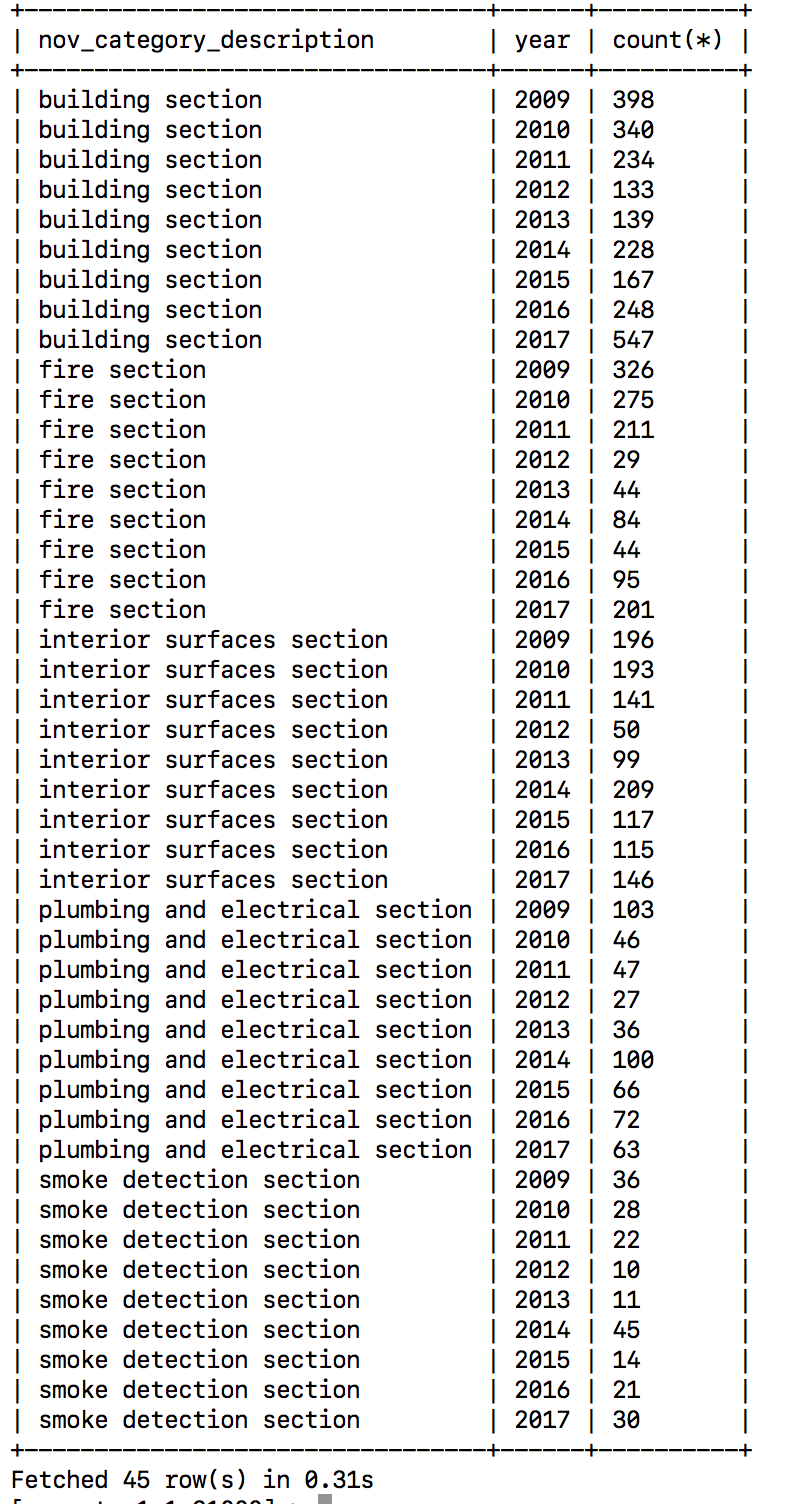 +---------------------------------+------+----------+
| nov_category_description        | year | count(*) |
+---------------------------------+------+----------+
| building section                | 2009 | 398      |
| building section                | 2010 | 340      |
| building section                | 2011 | 234      |
| building section                | 2012 | 133      |
| building section                | 2013 | 139      |
| building section                | 2014 | 228      |
| building section                | 2015 | 167      |
| building section                | 2016 | 248      |
| building section                | 2017 | 547      |
| fire section                    | 2009 | 326      |
| fire section                    | 2010 | 275      |
| fire section                    | 2011 | 211      |
| fire section                    | 2012 | 29       |
| fire section                    | 2013 | 44       |
| fire section                    | 2014 | 84       |
| fire section                    | 2015 | 44       |
| fire section                    | 2016 | 95       |
| fire section                    | 2017 | 201      |
| interior surfaces section       | 2009 | 196      |
| interior surfaces section       | 2010 | 193      |
| interior surfaces section       | 2011 | 141      |
| interior surfaces section       | 2012 | 50       |
| interior surfaces section       | 2013 | 99       |
| interior surfaces section       | 2014 | 209      |
| interior surfaces section       | 2015 | 117      |
| interior surfaces section       | 2016 | 115      |
| interior surfaces section       | 2017 | 146      |
| plumbing and electrical section | 2009 | 103      |
| plumbing and electrical section | 2010 | 46       |
| plumbing and electrical section | 2011 | 47       |
| plumbing and electrical section | 2012 | 27       |
| plumbing and electrical section | 2013 | 36       |
| plumbing and electrical section | 2014 | 100      |
| plumbing and electrical section | 2015 | 66       |
| plumbing and electrical section | 2016 | 72       |
| plumbing and electrical section | 2017 | 63       |
| smoke detection section         | 2009 | 36       |
| smoke detection section         | 2010 | 28       |
| smoke detection section         | 2011 | 22       |
| smoke detection section         | 2012 | 10       |
| smoke detection section         | 2013 | 11       |
| smoke detection section         | 2014 | 45       |
| smoke detection section         | 2015 | 14       |
| smoke detection section         | 2016 | 21       |
| smoke detection section         | 2017 | 30       |
+---------------------------------+------+----------+
Fetched 45 row(s) in 0.31s